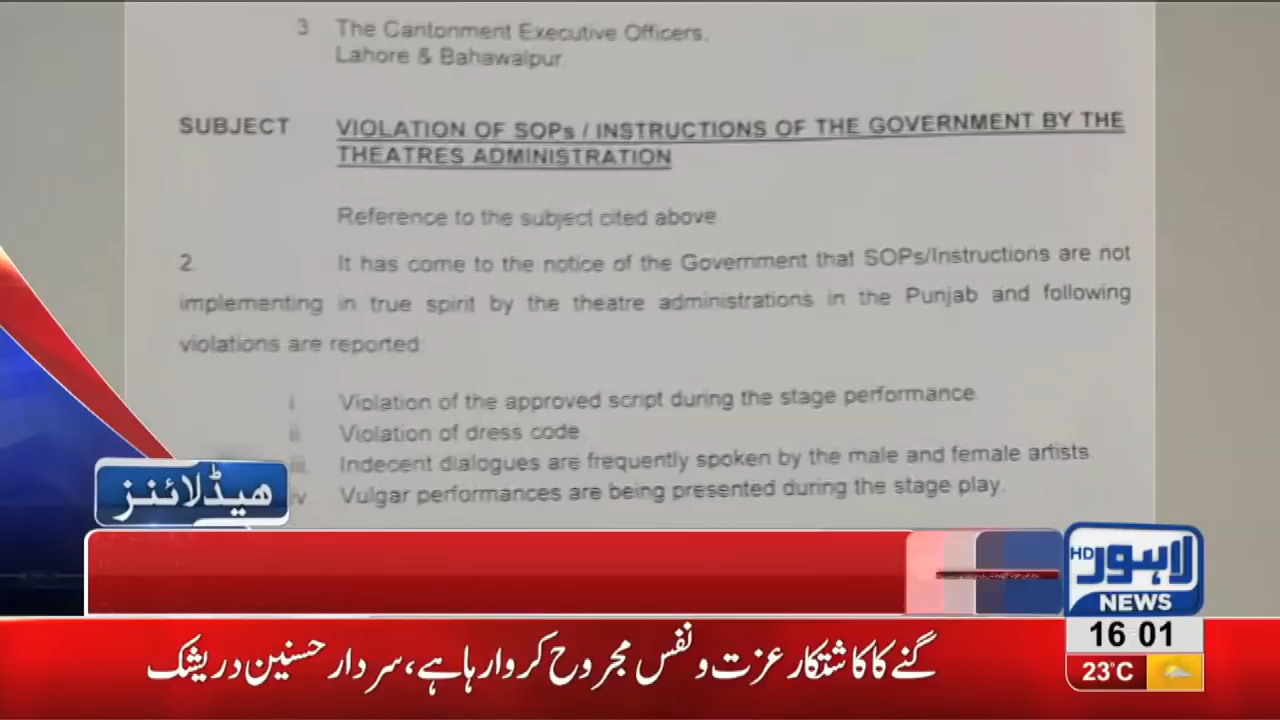 3 The Cantonment Executive Officers,
Lahore & Bahawalpur
SUBJECT VIOLATION OF SOPs / INSTRUCTIONS OF THE GOVERNMENT BY THE
THEATRES ADMINISTRATION
Reference to the subject cited above
2 It has come to the notice of the Government that SOPs/Instructions are not
implementing in true spirit by the theatre administrations in the Punjab and following
violations are reported:
i Violation of the approved script during the stage performance.
ii Violation of dress code
iii. Indecent dialogues are frequently spoken by the male and female artists.
iv Vulgar performances are being presented during the stage play.
ہیڈلائنز
HD لاہور
NEWS
16 01
23°C
گنے کا کاشتکار عزت و نفس مجروح کروا رہا ہے، سردار حسنین دریشک